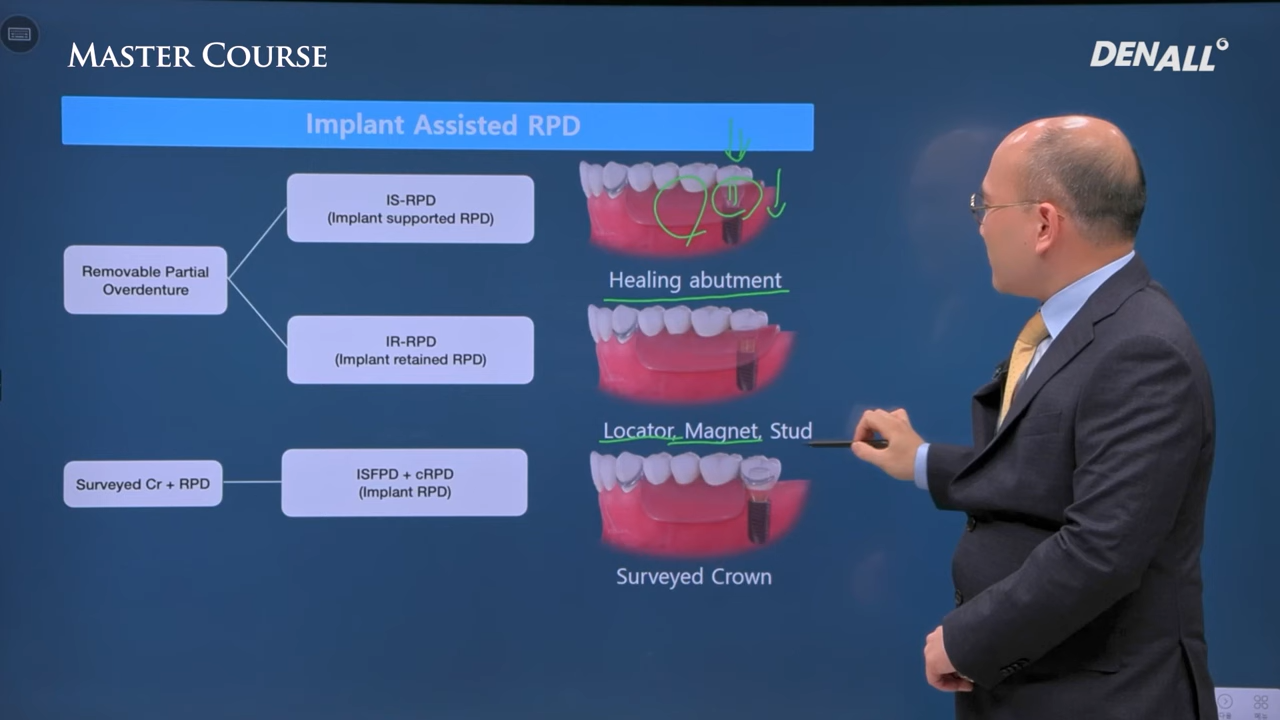 MASTER COURSE
DENALL
Implant Assisted RPD
IS-RPD
(Implant supported RPD)
Removable Partial
Overdenture
IR-RPD
(Implant retained RPD)
Surveyed Cr + RPD
ISFPD + cRPD
(Implant RPD)
Healing abutment
Locator, Magnet, Stud
Surveyed Crown